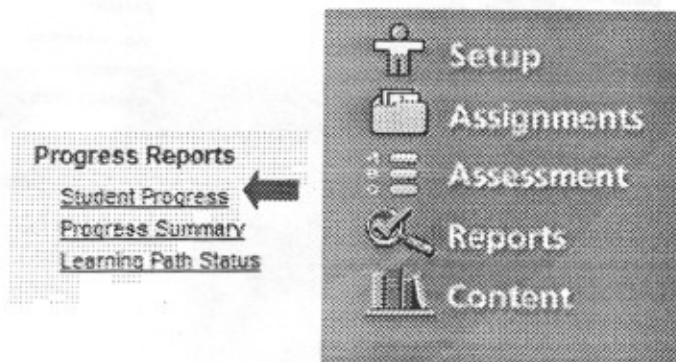 Progress Reports
Student Progress
Progress Summary
Learning Path Status
Setup
Assignments
Assessment
Reports
Content